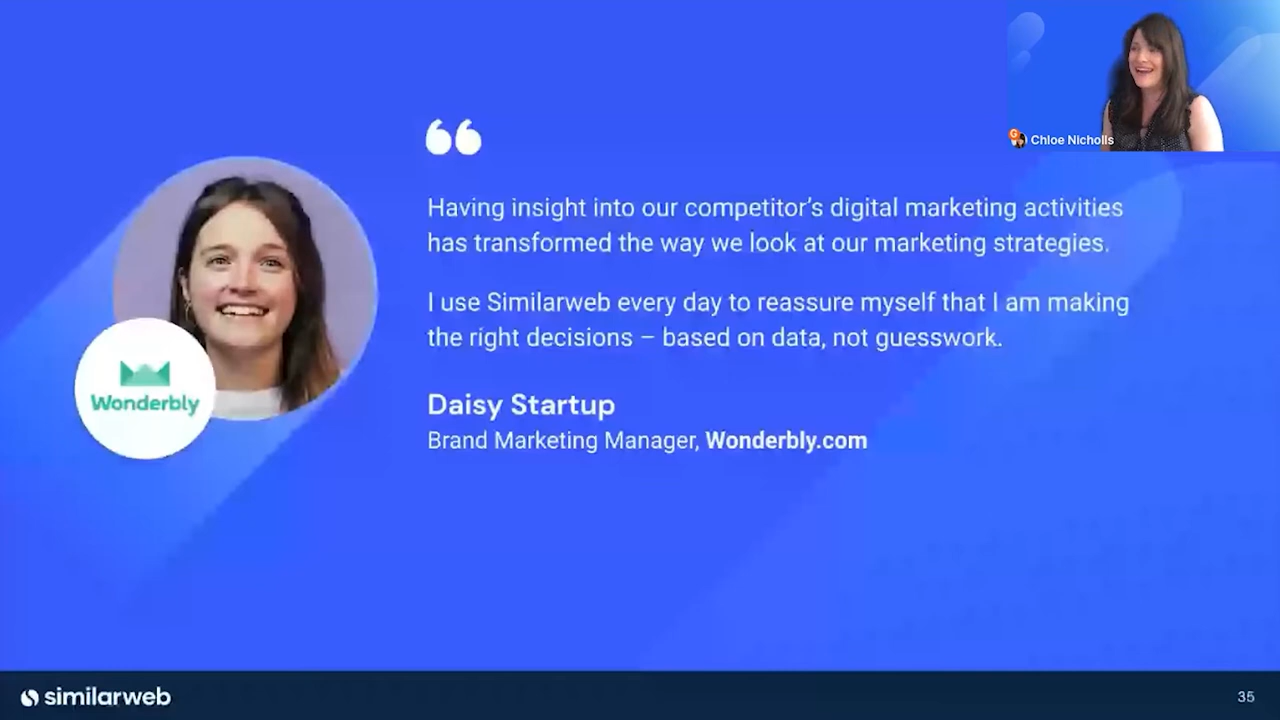 Chloe Nicholls
Having insight into our competitor’s digital marketing activities
has transformed the way we look at our marketing strategies.
I use Similarweb every day to reassure myself that I am making
the right decisions – based on data, not guesswork.
Wonderbly
Daisy Startup
Brand Marketing Manager, Wonderbly.com
similarweb
35